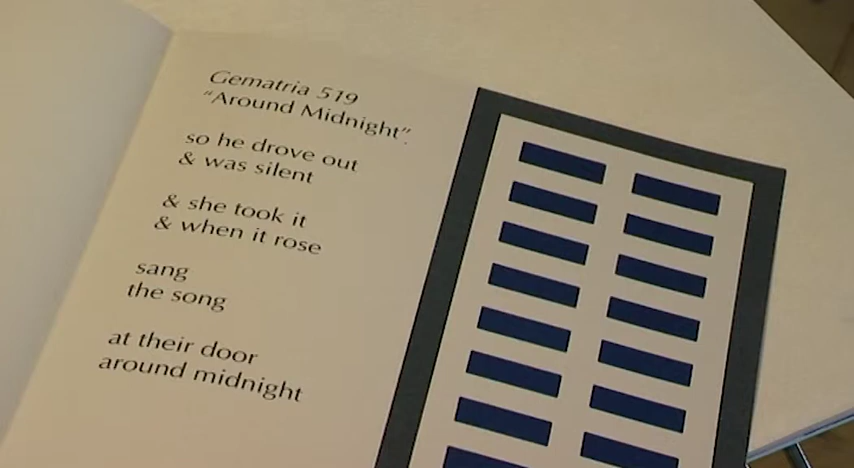 Gematria 519
"Around Midnight"
so he drove out
& was silent
& she took it
& when it rose
sang
the song
at their door
around midnight